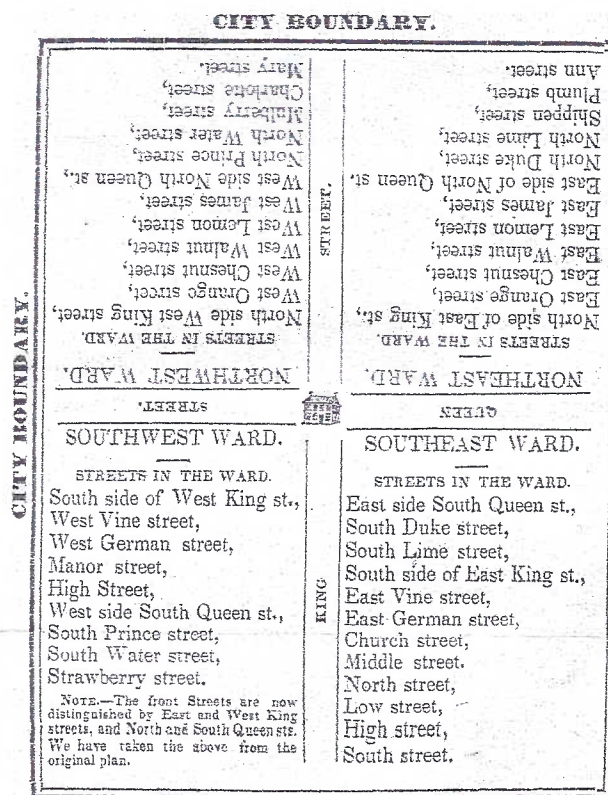 CITY BOUNDARY.
CITY BOUNDARY.
NORTHWEST WARD.
STREETS IN THE WARD
North side West King street,
West Orange street,
West Chesnut street,
West Walnut street,
West Lemon street,
West James street,
West side North Queen st.,
North Prince street,
North Water street,
Mulberry street,
Charlotte street,
Mary street.
NORTHEAST WARD.
STREETS IN THE WARD.
North side of East King st.,
East Orange street,
East Chesnut street,
East Walnut street,
East Lemon street,
East James street,
East side of North Queen st.
North Duke street,
North Lime street,
Shippen street,
Plumb street,
Ann street.
STREET.
STREET.
QUEEN
KING
SOUTHWEST WARD.
STREETS IN THE WARD.
South side of West King st.,
West Vine street,
West German street,
Manor street,
High Street,
West side South Queen st.,
South Prince street,
South Water street,
Strawberry street.
NOTE.—The front Streets are now
distinguished by East and West King
streets, and North and South Queen sts.
We have taken the above from the
original plan.
SOUTHEAST WARD.
STREETS IN THE WARD.
East side South Queen st.,
South Duke street,
South Lime street,
South side of East King st.,
East Vine street,
East German street,
Church street,
Middle street.
North street,
Low street,
High street,
South street.